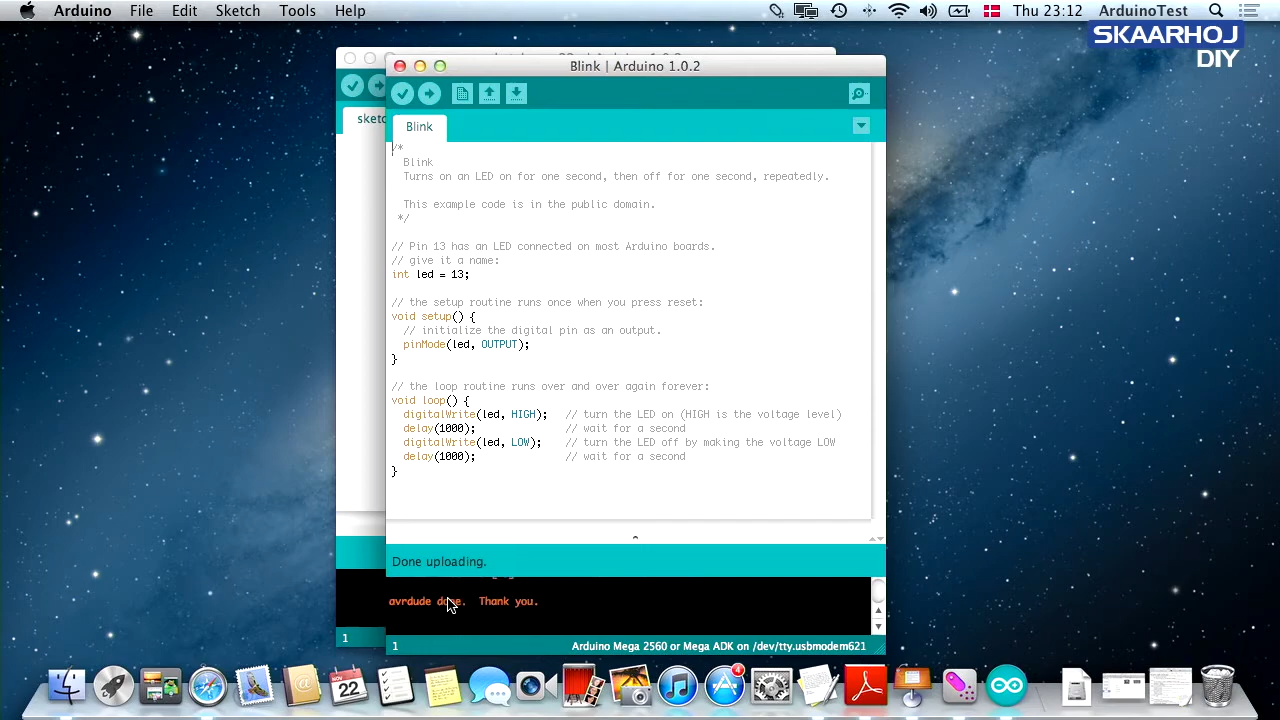 Arduino File Edit Sketch Tools Help Thu 23:12 ArduinoTest
SKAARHOJ
DIY
Blink | Arduino 1.0.2
sketc
Blink
/*
Blink
Turns on an LED on for one second, then off for one second, repeatedly.
This example code is in the public domain.
*/
// Pin 13 has an LED connected on most Arduino boards.
// give it a name:
int led = 13;
// the setup routine runs once when you press reset:
void setup() {
// initialize the digital pin as an output.
pinMode(led, OUTPUT);
}
// the loop routine runs over and over again forever:
void loop() {
digitalWrite(led, HIGH); // turn the LED on (HIGH is the voltage level)
delay(1000); // wait for a second
digitalWrite(led, LOW); // turn the LED off by making the voltage LOW
delay(1000); // wait for a second
}
Done uploading.
avrdude done. Thank you.
1
1 Arduino Mega 2560 or Mega ADK on /dev/tty.usbmodem621
NOV
22
4